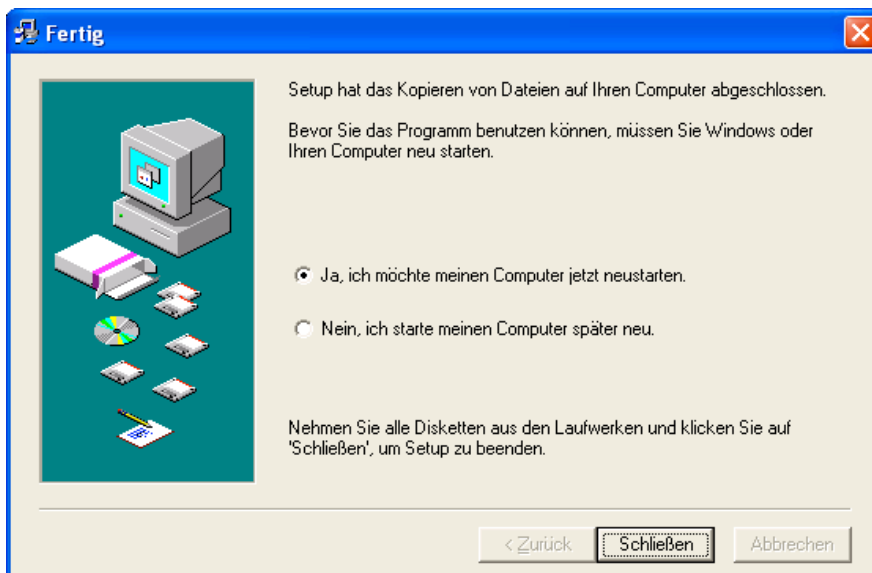 Fertig
Setup hat das Kopieren von Dateien auf Ihren Computer abgeschlossen.
Bevor Sie das Programm benutzen können, müssen Sie Windows oder
Ihren Computer neu starten.
Ja, ich möchte meinen Computer jetzt neustarten.
Nein, ich starte meinen Computer später neu.
Nehmen Sie alle Disketten aus den Laufwerken und klicken Sie auf
'Schließen', um Setup zu beenden.
< Zurück
Schließen
Abbrechen